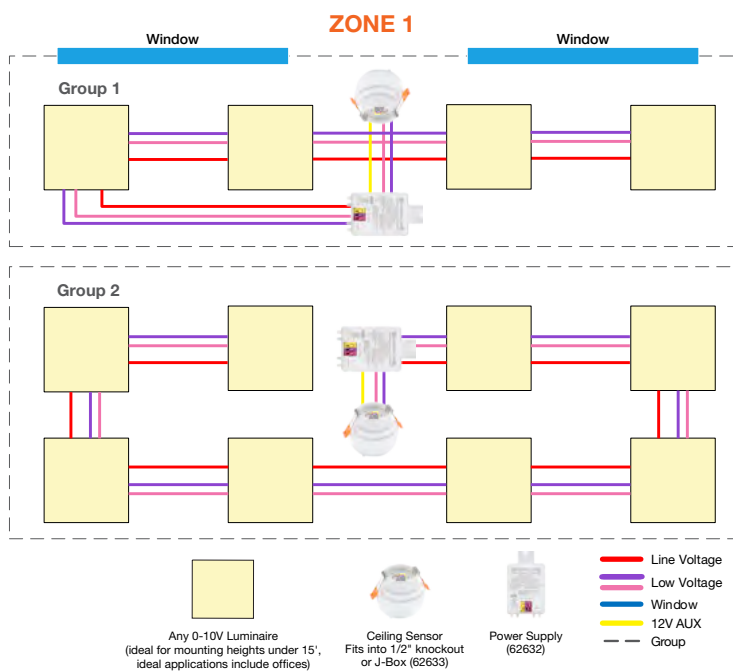 ZONE 1
Window
Window
Group 1
Group 2
Any 0-10V Luminaire
(ideal for mounting heights under 15',
ideal applications include offices)
Ceiling Sensor
Fits into 1/2" knockout
or J-Box (62633)
Power Supply
(62632)
Line Voltage
Low Voltage
Window
12V AUX
Group